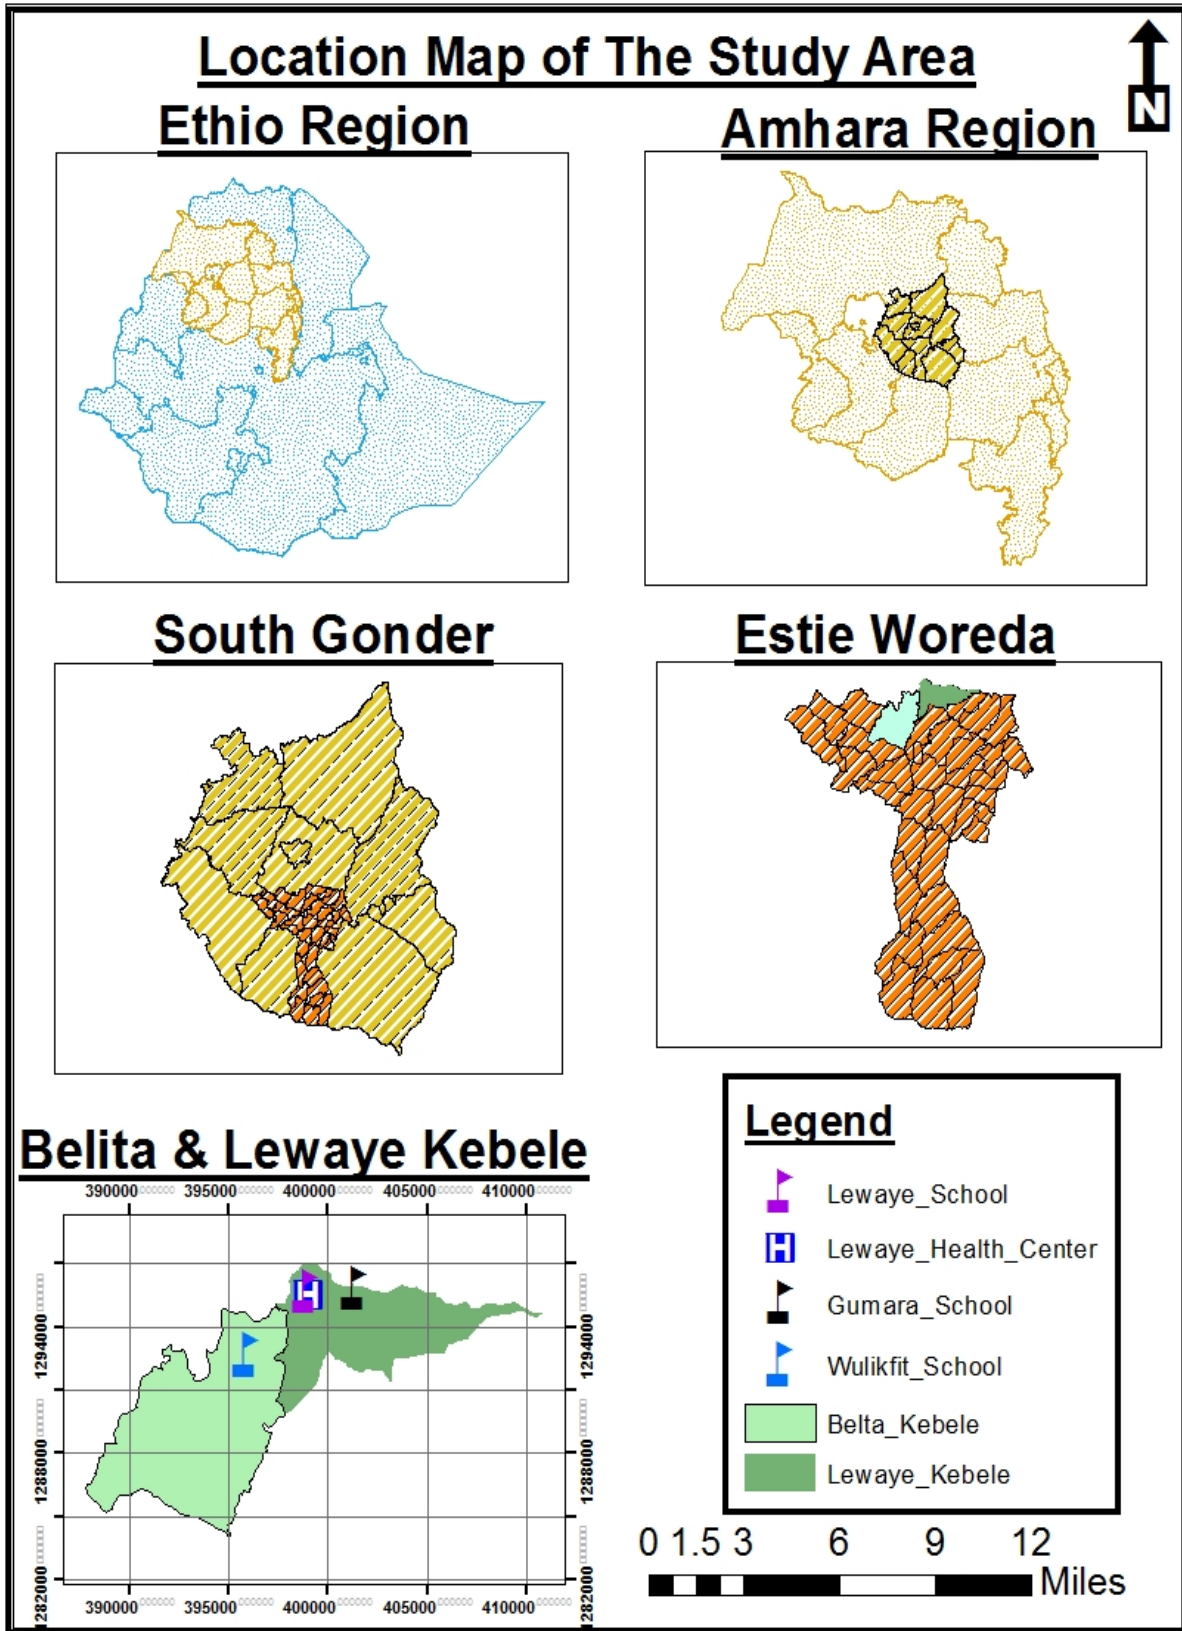 Location Map of The Study Area
N
Ethio Region
Amhara Region
South Gonder
Estie Woreda
Belita & Lewaye Kebele
390000 395000 400000 405000 410000
1294000
1288000
1282000
H
1294000
1288000
1282000
390000 395000 400000 405000 410000
Legend
Lewaye_School
H Lewaye_Health_Center
Gumara_School
Wulikfit_School
Belta_Kebele
Lewaye_Kebele
0 1.5 3 6 9 12
Miles